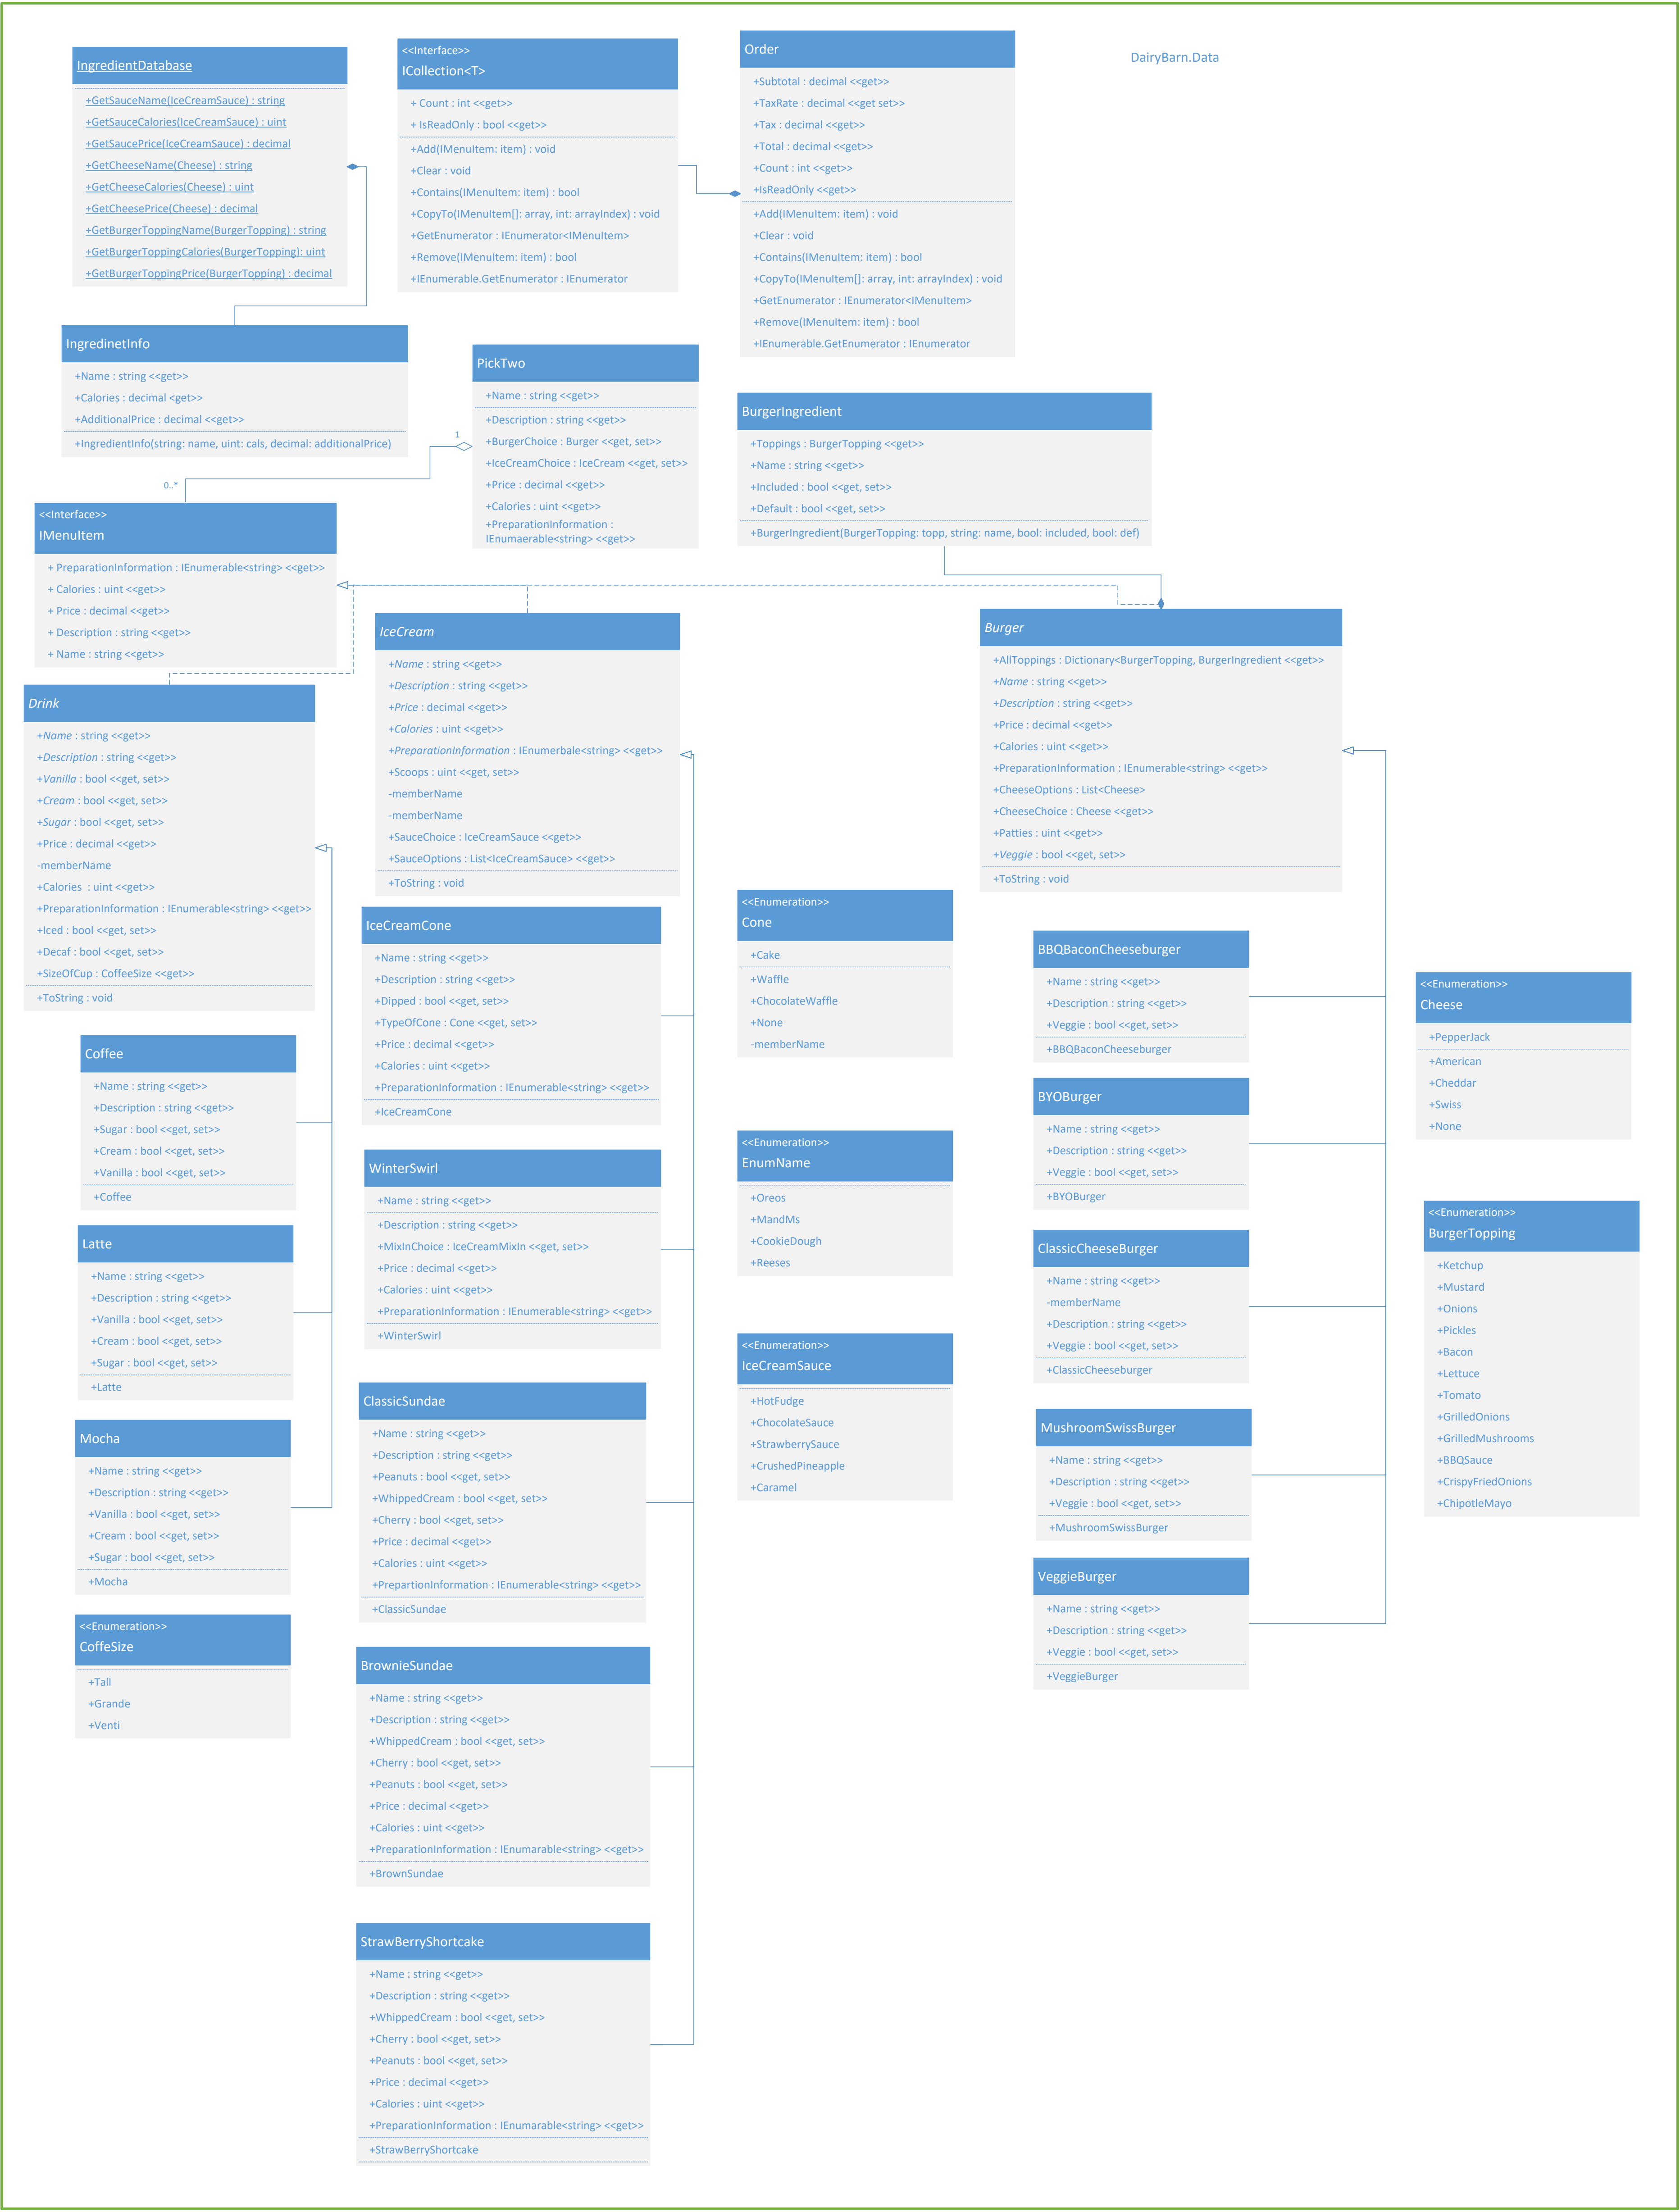 DairyBarn.Data
IngredientDatabase
+GetSauceName(IceCreamSauce) : string
+GetSauceCalories(IceCreamSauce) : uint
+GetSaucePrice(IceCreamSauce) : decimal
+GetCheeseName(Cheese) : string
+GetCheeseCalories(Cheese) : uint
+GetCheesePrice(Cheese) : decimal
+GetBurgerToppingName(BurgerTopping) : string
+GetBurgerToppingCalories(BurgerTopping): uint
+GetBurgerToppingPrice(BurgerTopping) : decimal
<<Interface>>
ICollection<T>
+ Count : int <<get>>
+ IsReadOnly : bool <<get>>
+Add(IMenuItem: item) : void
+Clear : void
+Contains(IMenuItem: item) : bool
+CopyTo(IMenuItem[]: array, int: arrayIndex) : void
+GetEnumerator : IEnumerator<IMenuItem>
+Remove(IMenuItem: item) : bool
+IEnumerable.GetEnumerator : IEnumerator
Order
+Subtotal : decimal <<get>>
+TaxRate : decimal <<get set>>
+Tax : decimal <<get>>
+Total : decimal <<get>>
+Count : int <<get>>
+IsReadOnly <<get>>
+Add(IMenuItem: item) : void
+Clear : void
+Contains(IMenuItem: item) : bool
+CopyTo(IMenuItem[]: array, int: arrayIndex) : void
+GetEnumerator : IEnumerator<IMenuItem>
+Remove(IMenuItem: item) : bool
+IEnumerable.GetEnumerator : IEnumerator
IngredinetInfo
+Name : string <<get>>
+Calories : decimal <get>>
+AdditionalPrice : decimal <<get>>
+IngredientInfo(string: name, uint: cals, decimal: additionalPrice)
PickTwo
+Name : string <<get>>
+Description : string <<get>>
+BurgerChoice : Burger <<get, set>>
+IceCreamChoice : IceCream <<get, set>>
+Price : decimal <<get>>
+Calories : uint <<get>>
+PreparationInformation :
IEnumaerable<string> <<get>>
1
0..*
BurgerIngredient
+Toppings : BurgerTopping <<get>>
+Name : string <<get>>
+Included : bool <<get, set>>
+Default : bool <<get, set>>
+BurgerIngredient(BurgerTopping: topp, string: name, bool: included, bool: def)
<<Interface>>
IMenuItem
+ PreparationInformation : IEnumerable<string> <<get>>
+ Calories : uint <<get>>
+ Price : decimal <<get>>
+ Description : string <<get>>
+ Name : string <<get>>
Drink
+Name : string <<get>>
+Description : string <<get>>
+Vanilla : bool <<get, set>>
+Cream : bool <<get, set>>
+Sugar : bool <<get, set>>
+Price : decimal <<get>>
-memberName
+Calories : uint <<get>>
+PreparationInformation : IEnumerable<string> <<get>>
+Iced : bool <<get, set>>
+Decaf : bool <<get, set>>
+SizeOfCup : CoffeeSize <<get>>
+ToString : void
IceCream
+Name : string <<get>>
+Description : string <<get>>
+Price : decimal <<get>>
+Calories : uint <<get>>
+PreparationInformation : IEnumerbale<string> <<get>>
+Scoops : uint <<get, set>>
-memberName
-memberName
+SauceChoice : IceCreamSauce <<get>>
+SauceOptions : List<IceCreamSauce> <<get>>
+ToString : void
Burger
+AllToppings : Dictionary<BurgerTopping, BurgerIngredient <<get>>
+Name : string <<get>>
+Description : string <<get>>
+Price : decimal <<get>>
+Calories : uint <<get>>
+PreparationInformation : IEnumerable<string> <<get>>
+CheeseOptions : List<Cheese>
+CheeseChoice : Cheese <<get>>
+Patties : uint <<get>>
+Veggie : bool <<get, set>>
+ToString : void
Coffee
+Name : string <<get>>
+Description : string <<get>>
+Sugar : bool <<get, set>>
+Cream : bool <<get, set>>
+Vanilla : bool <<get, set>>
+Coffee
Latte
+Name : string <<get>>
+Description : string <<get>>
+Vanilla : bool <<get, set>>
+Cream : bool <<get, set>>
+Sugar : bool <<get, set>>
+Latte
Mocha
+Name : string <<get>>
+Description : string <<get>>
+Vanilla : bool <<get, set>>
+Cream : bool <<get, set>>
+Sugar : bool <<get, set>>
+Mocha
<<Enumeration>>
CoffeSize
+Tall
+Grande
+Venti
IceCreamCone
+Name : string <<get>>
+Description : string <<get>>
+Dipped : bool <<get, set>>
+TypeOfCone : Cone <<get, set>>
+Price : decimal <<get>>
+Calories : uint <<get>>
+PreparationInformation : IEnumerable<string> <<get>>
+IceCreamCone
WinterSwirl
+Name : string <<get>>
+Description : string <<get>>
+MixInChoice : IceCreamMixIn <<get, set>>
+Price : decimal <<get>>
+Calories : uint <<get>>
+PreparationInformation : IEnumerable<string> <<get>>
+WinterSwirl
ClassicSundae
+Name : string <<get>>
+Description : string <<get>>
+Peanuts : bool <<get, set>>
+WhippedCream : bool <<get, set>>
+Cherry : bool <<get, set>>
+Price : decimal <<get>>
+Calories : uint <<get>>
+PrepartionInformation : IEnumerable<string> <<get>>
+ClassicSundae
BrownieSundae
+Name : string <<get>>
+Description : string <<get>>
+WhippedCream : bool <<get, set>>
+Cherry : bool <<get, set>>
+Peanuts : bool <<get, set>>
+Price : decimal <<get>>
+Calories : uint <<get>>
+PreparationInformation : IEnumarable<string> <<get>>
+BrownSundae
StrawBerryShortcake
+Name : string <<get>>
+Description : string <<get>>
+WhippedCream : bool <<get, set>>
+Cherry : bool <<get, set>>
+Peanuts : bool <<get, set>>
+Price : decimal <<get>>
+Calories : uint <<get>>
+PreparationInformation : IEnumarable<string> <<get>>
+StrawBerryShortcake
<<Enumeration>>
Cone
+Cake
+Waffle
+ChocolateWaffle
+None
-memberName
<<Enumeration>>
EnumName
+Oreos
+MandMs
+CookieDough
+Reeses
<<Enumeration>>
IceCreamSauce
+HotFudge
+ChocolateSauce
+StrawberrySauce
+CrushedPineapple
+Caramel
BBQBaconCheeseburger
+Name : string <<get>>
+Description : string <<get>>
+Veggie : bool <<get, set>>
+BBQBaconCheeseburger
BYOBurger
+Name : string <<get>>
+Description : string <<get>>
+Veggie : bool <<get, set>>
+BYOBurger
ClassicCheeseBurger
+Name : string <<get>>
-memberName
+Description : string <<get>>
+Veggie : bool <<get, set>>
+ClassicCheeseburger
MushroomSwissBurger
+Name : string <<get>>
+Description : string <<get>>
+Veggie : bool <<get, set>>
+MushroomSwissBurger
VeggieBurger
+Name : string <<get>>
+Description : string <<get>>
+Veggie : bool <<get, set>>
+VeggieBurger
<<Enumeration>>
Cheese
+PepperJack
+American
+Cheddar
+Swiss
+None
<<Enumeration>>
BurgerTopping
+Ketchup
+Mustard
+Onions
+Pickles
+Bacon
+Lettuce
+Tomato
+GrilledOnions
+GrilledMushrooms
+BBQSauce
+CrispyFriedOnions
+ChipotleMayo